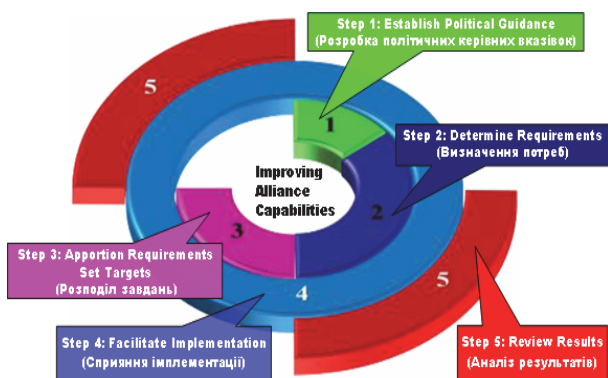 Step 1: Establish Political Guidance
(Розробка політичних керівних вказівок)
5
1
Step 2: Determine Requirements
(Визначення потреб)
Improving
Alliance
Capabilities
2
3
Step 3: Apportion Requirements
Set Targets
(Розподіл завдань)
5
4
Step 4: Facilitate Implementation
(Сприяння імплементації)
Step 5: Review Results
(Аналіз результатів)